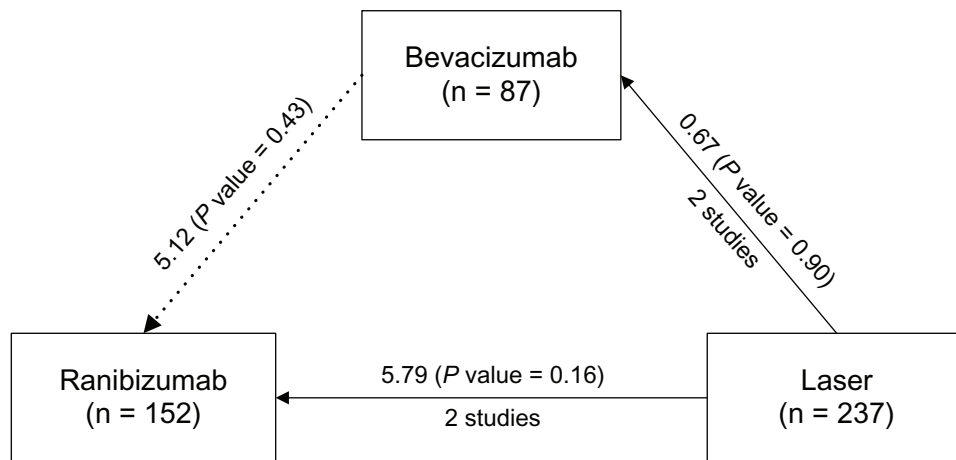 Bevacizumab
(n = 87)
5.12 (P value = 0.43)
0.67 (P value = 0.90)
2 studies
Ranibizumab
(n = 152)
5.79 (P value = 0.16)
2 studies
Laser
(n = 237)